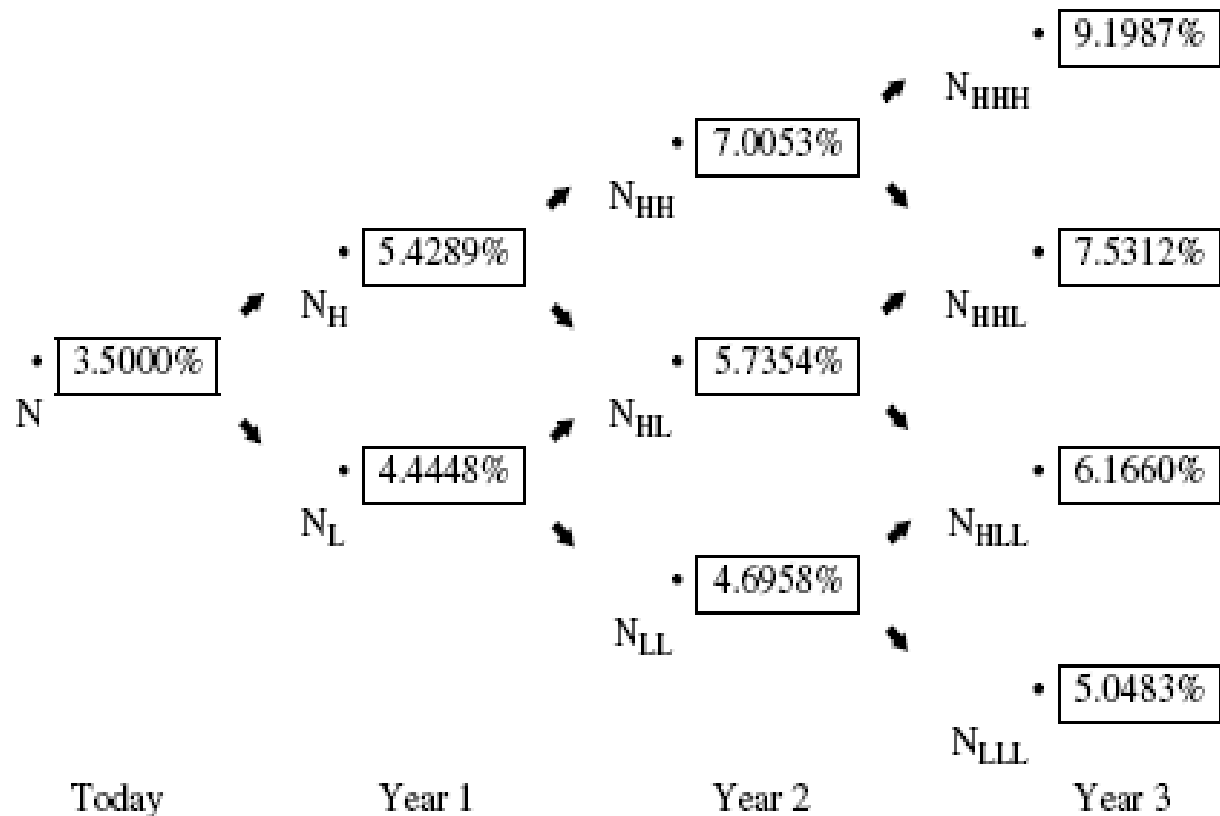 9.1987%
N_HHH
7.0053%
N_HH
5.4289%
7.5312%
N_H
N_HHL
3.5000%
5.7354%
N
N_HL
4.4448%
6.1660%
N_L
N_HLL
4.6958%
N_LL
5.0483%
N_LLL
Today Year 1 Year 2 Year 3